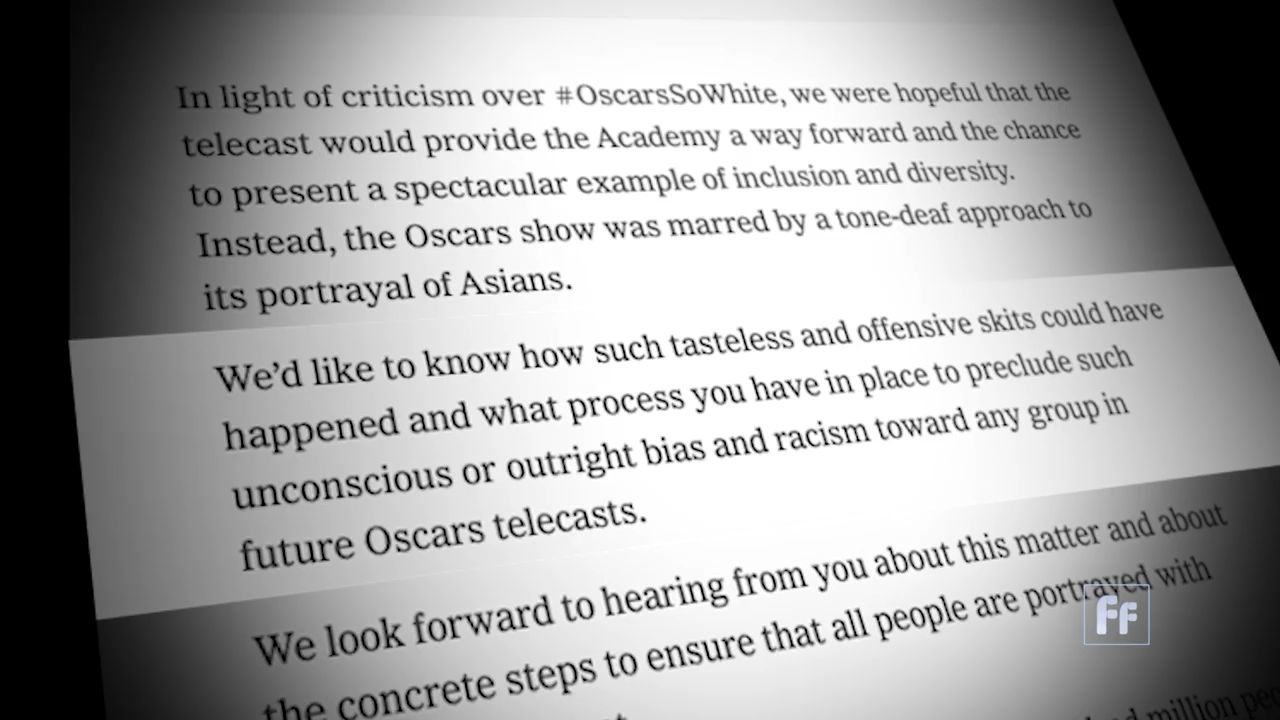 In light of criticism over #OscarsSoWhite, we were hopeful that the
telecast would provide the Academy a way forward and the chance
to present a spectacular example of inclusion and diversity.
Instead, the Oscars show was marred by a tone-deaf approach to
its portrayal of Asians.
We’d like to know how such tasteless and offensive skits could have
happened and what process you have in place to preclude such
unconscious or outright bias and racism toward any group in
future Oscars telecasts.
We look forward to hearing from you about this matter and about
the concrete steps to ensure that all people are portrayed with
million
FF